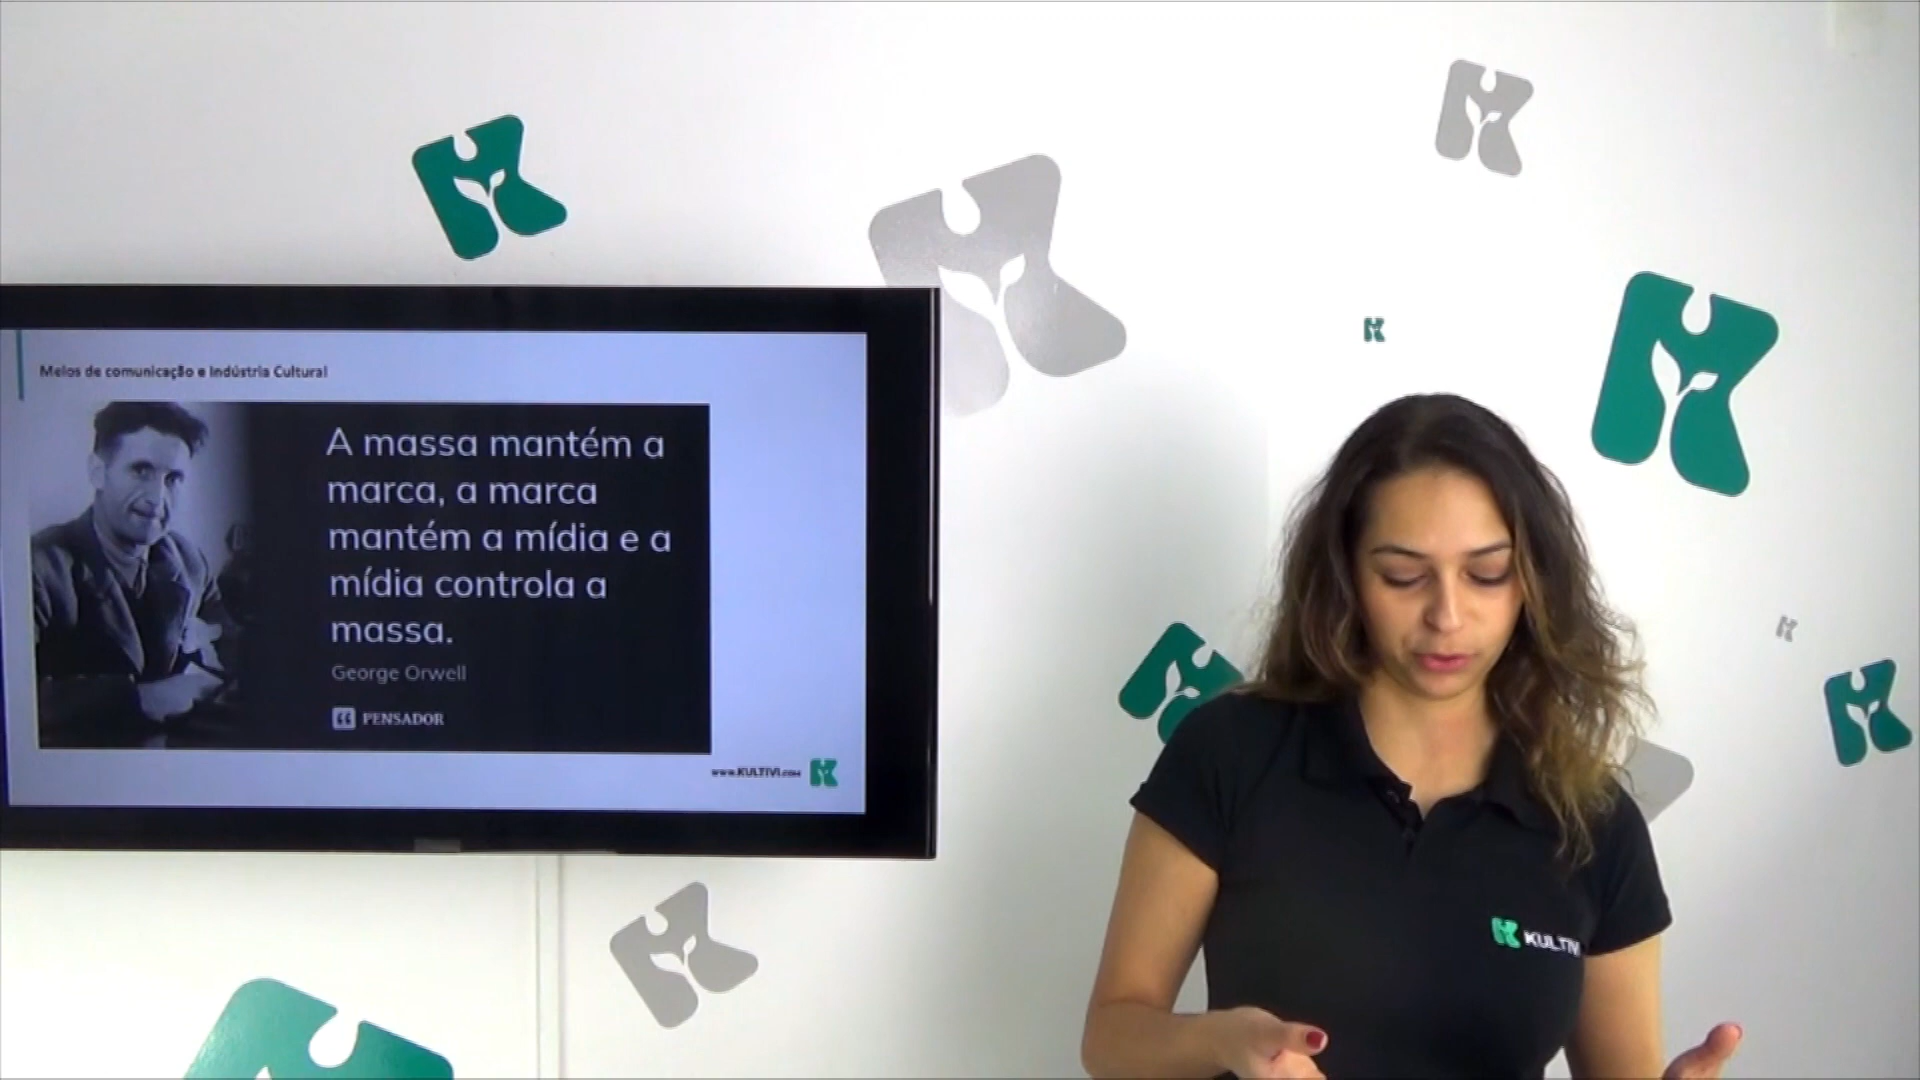 Meios de comunicação e Indústria Cultural
A massa mantém a
marca, a marca
mantém a mídia e a
mídia controla a
massa.
George Orwell
PENSADOR
www.KULTIVI.com
KULTIVI